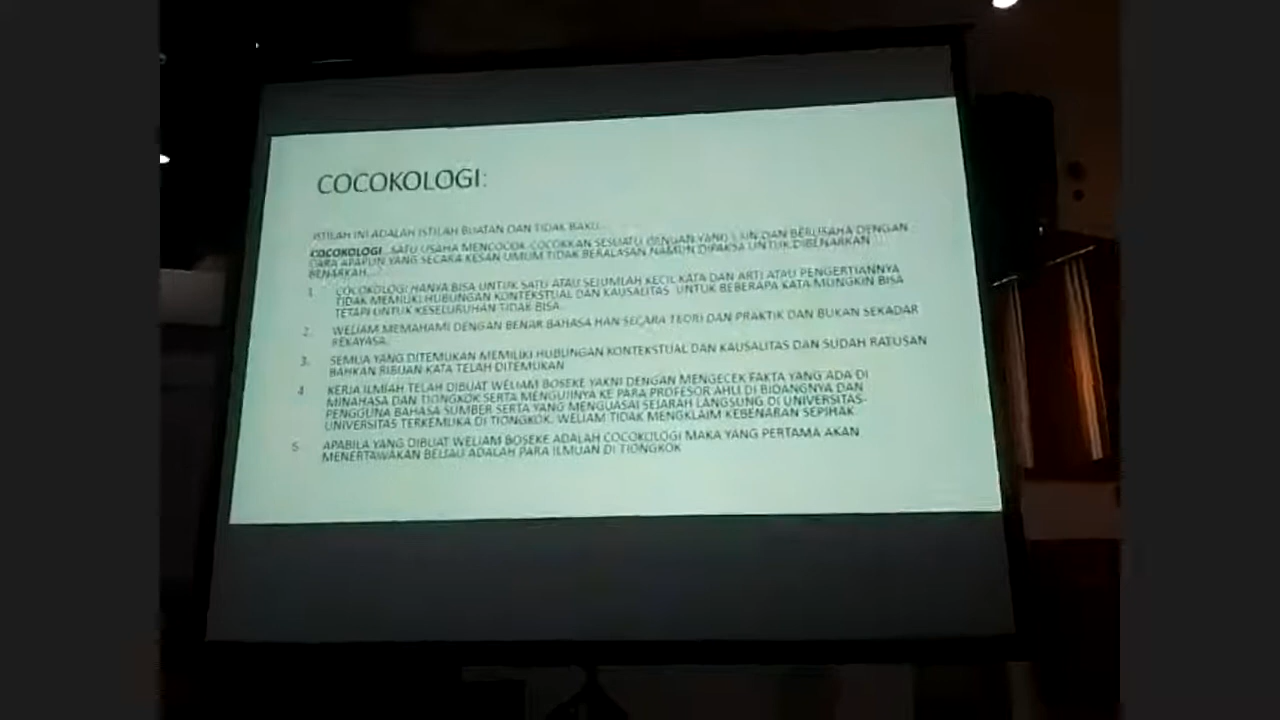 COCOKOLOGI:
ISTILAH INI ADALAH ISTILAH BUATAN DAN TIDAK BAKU...
COCOKOLOGI...SATU USAHA MENCOCOK-COCOKKAN SESUATU DENGAN YANG LAIN DAN BERUSAHA DENGAN
CARA APAPUN YANG SECARA KESAN UMUM TIDAK BERALASAN NAMUN DIPAKSA UNTUK DIBENARKAN
BENARKAH....?
1. COCOKOLOGI HANYA BISA UNTUK SATU ATAU SEJUMLAH KECIL KATA DAN ARTI ATAU PENGERTIANNYA
TIDAK MEMILIKI HUBUNGAN KONTEKSTUAL DAN KAUSALITAS UNTUK BEBERAPA KATA MUNGKIN BISA
TETAPI UNTUK KESELURUHAN TIDAK BISA.
2. WELIAM MEMAHAMI DENGAN BENAR BAHASA HAN SECARA TEORI DAN PRAKTIK DAN BUKAN SEKADAR
REKAYASA.
3. SEMUA YANG DITEMUKAN MEMILIKI HUBUNGAN KONTEKSTUAL DAN KAUSALITAS DAN SUDAH RATUSAN
BAHKAN RIBUAN KATA TELAH DITEMUKAN
4 KERJA ILMIAH TELAH DIBUAT WELIAM BOSEKE YAKNI DENGAN MENGECEK FAKTA YANG ADA DI
MINAHASA DAN TIONGKOK SERTA MENGUJINYA KE PARA PROFESOR AHLI DI BIDANGNYA DAN
PENGGUNA BAHASA SUMBER SERTA YANG MENGUASAI SEJARAH LANGSUNG DI UNIVERSITAS-
UNIVERSITAS TERKEMUKA DI TIONGKOK. WELIAM TIDAK MENGKLAIM KEBENARAN SEPIHAK
5 APABILA YANG DIBUAT WELIAM BOSEKE ADALAH COCOKOLOGI MAKA YANG PERTAMA AKAN
MENERTAWAKAN BELIAU ADALAH PARA ILMUAN DI TIONGKOK